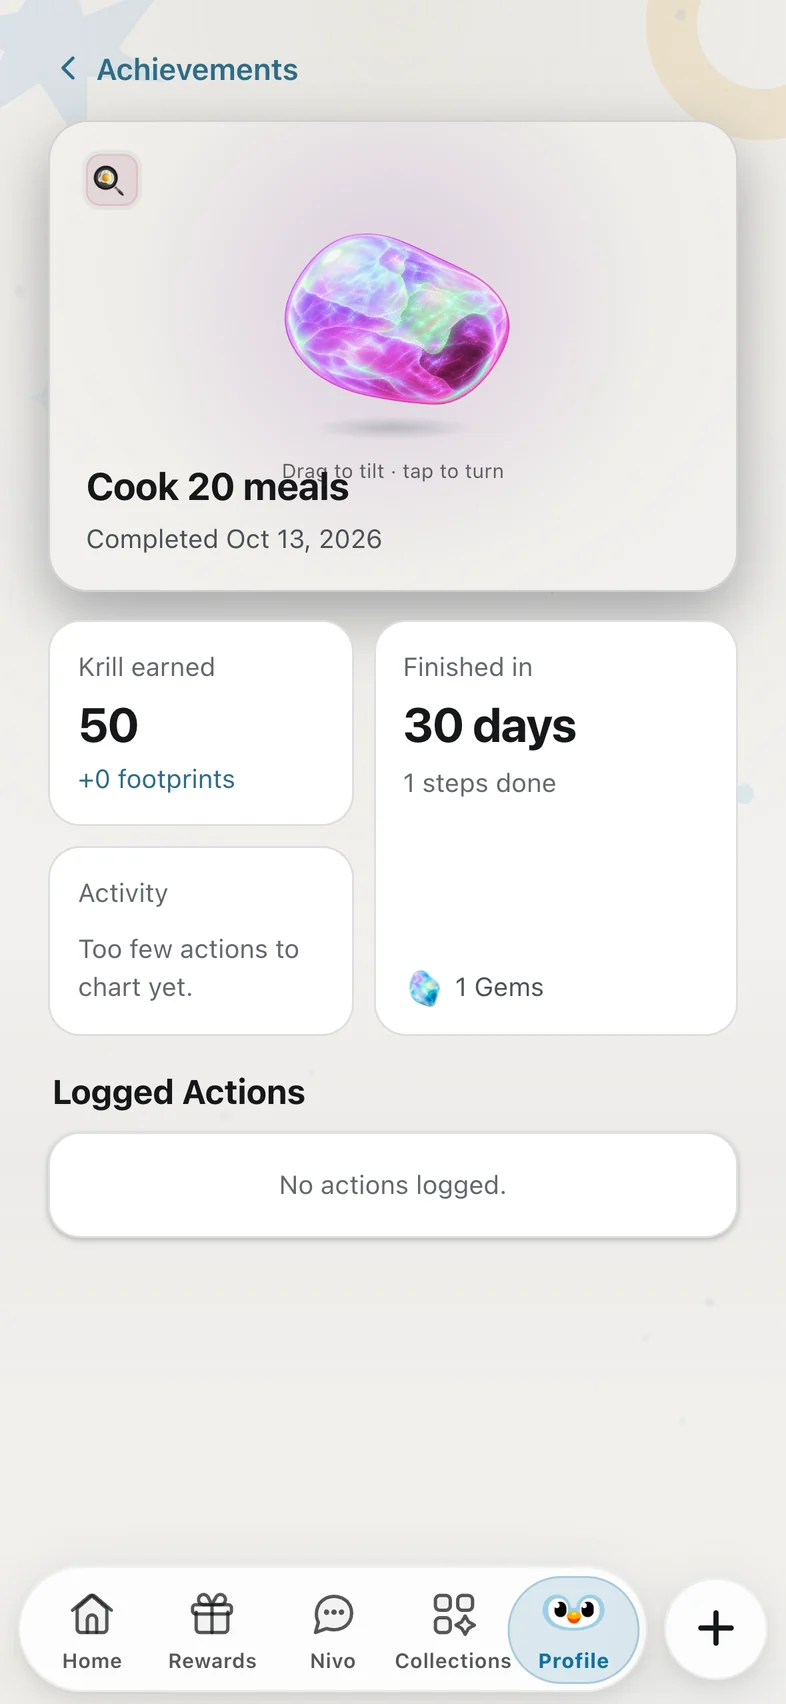 Achievements
Drag to tilt · tap to turn
Cook 20 meals
Completed Oct 13, 2026
Krill earned
50
+0 footprints
Finished in
30 days
1 steps done
1 Gems
Activity
Too few actions to
chart yet.
Logged Actions
No actions logged.
Home
Rewards
Nivo
Collections
Profile